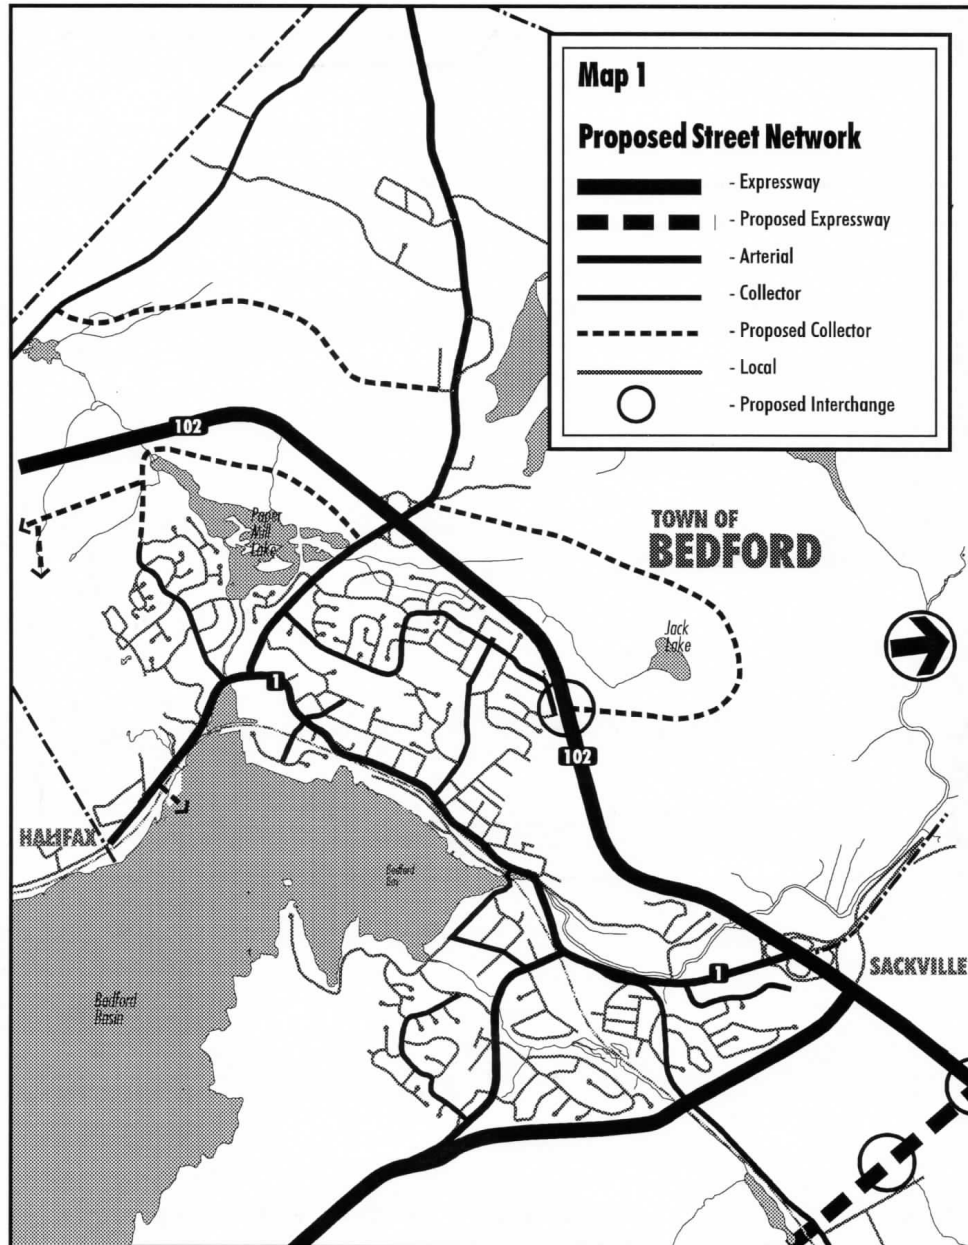 Map 1
Proposed Street Network
- Expressway
- Proposed Expressway
- Arterial
- Collector
- Proposed Collector
- Local
- Proposed Interchange
102
Paper
Mill
Lake
TOWN OF
BEDFORD
Jack
Lake
1
102
HALIFAX
Bedford
Bay
1
SACKVILLE
Bedford
Basin